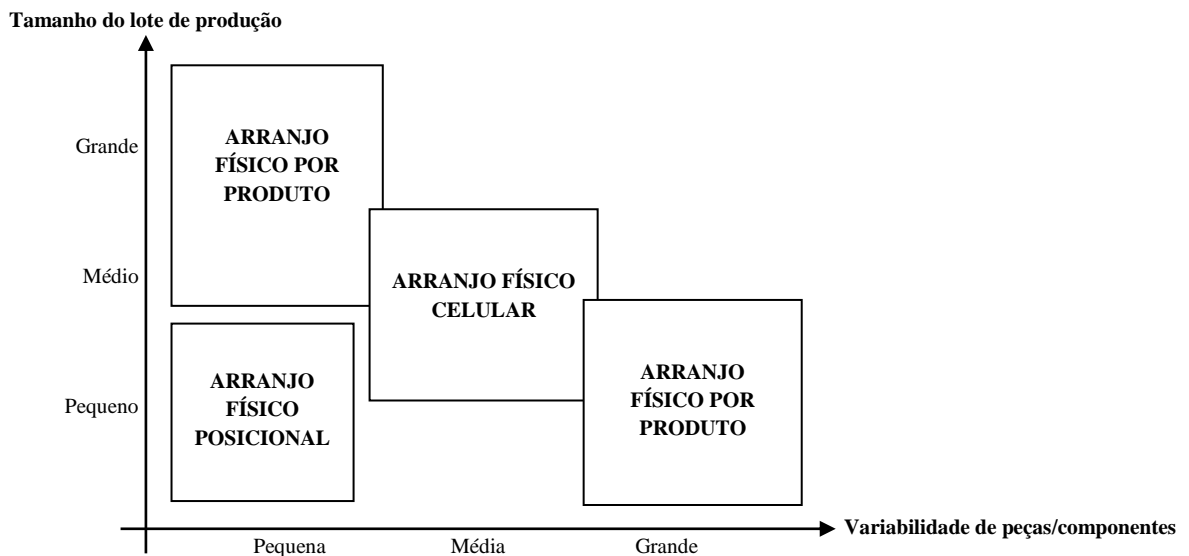 Tamanho do lote de produção
Grande
ARRANJO
FÍSICO POR
PRODUTO
Médio
ARRANJO FÍSICO
CELULAR
Pequeno
ARRANJO
FÍSICO
POSICIONAL
ARRANJO
FÍSICO POR
PRODUTO
Variabilidade de peças/componentes
Pequena
Média
Grande